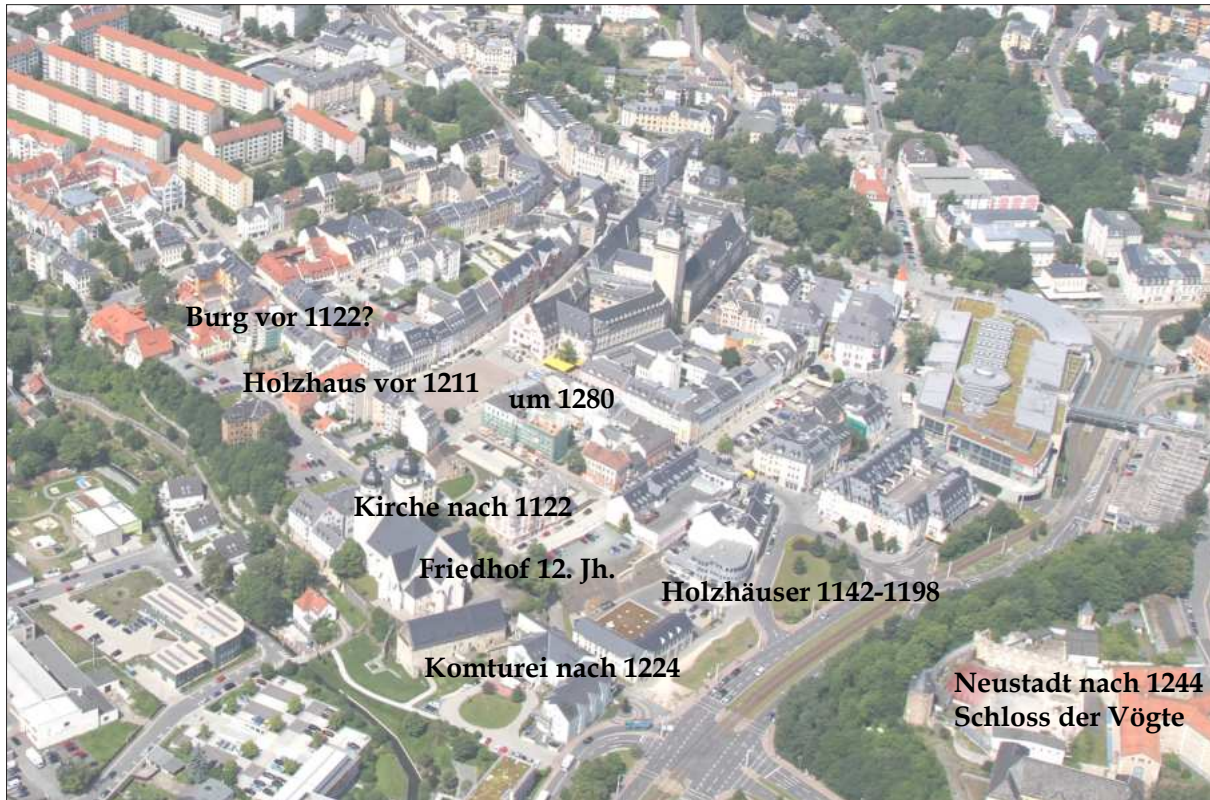 Burg vor 1122?
Holzhaus vor 1211
um 1280
Kirche nach 1122
Friedhof 12. Jh.
Holzhäuser 1142-1198
Komturei nach 1224
Neustadt nach 1244
Schloss der Vögte